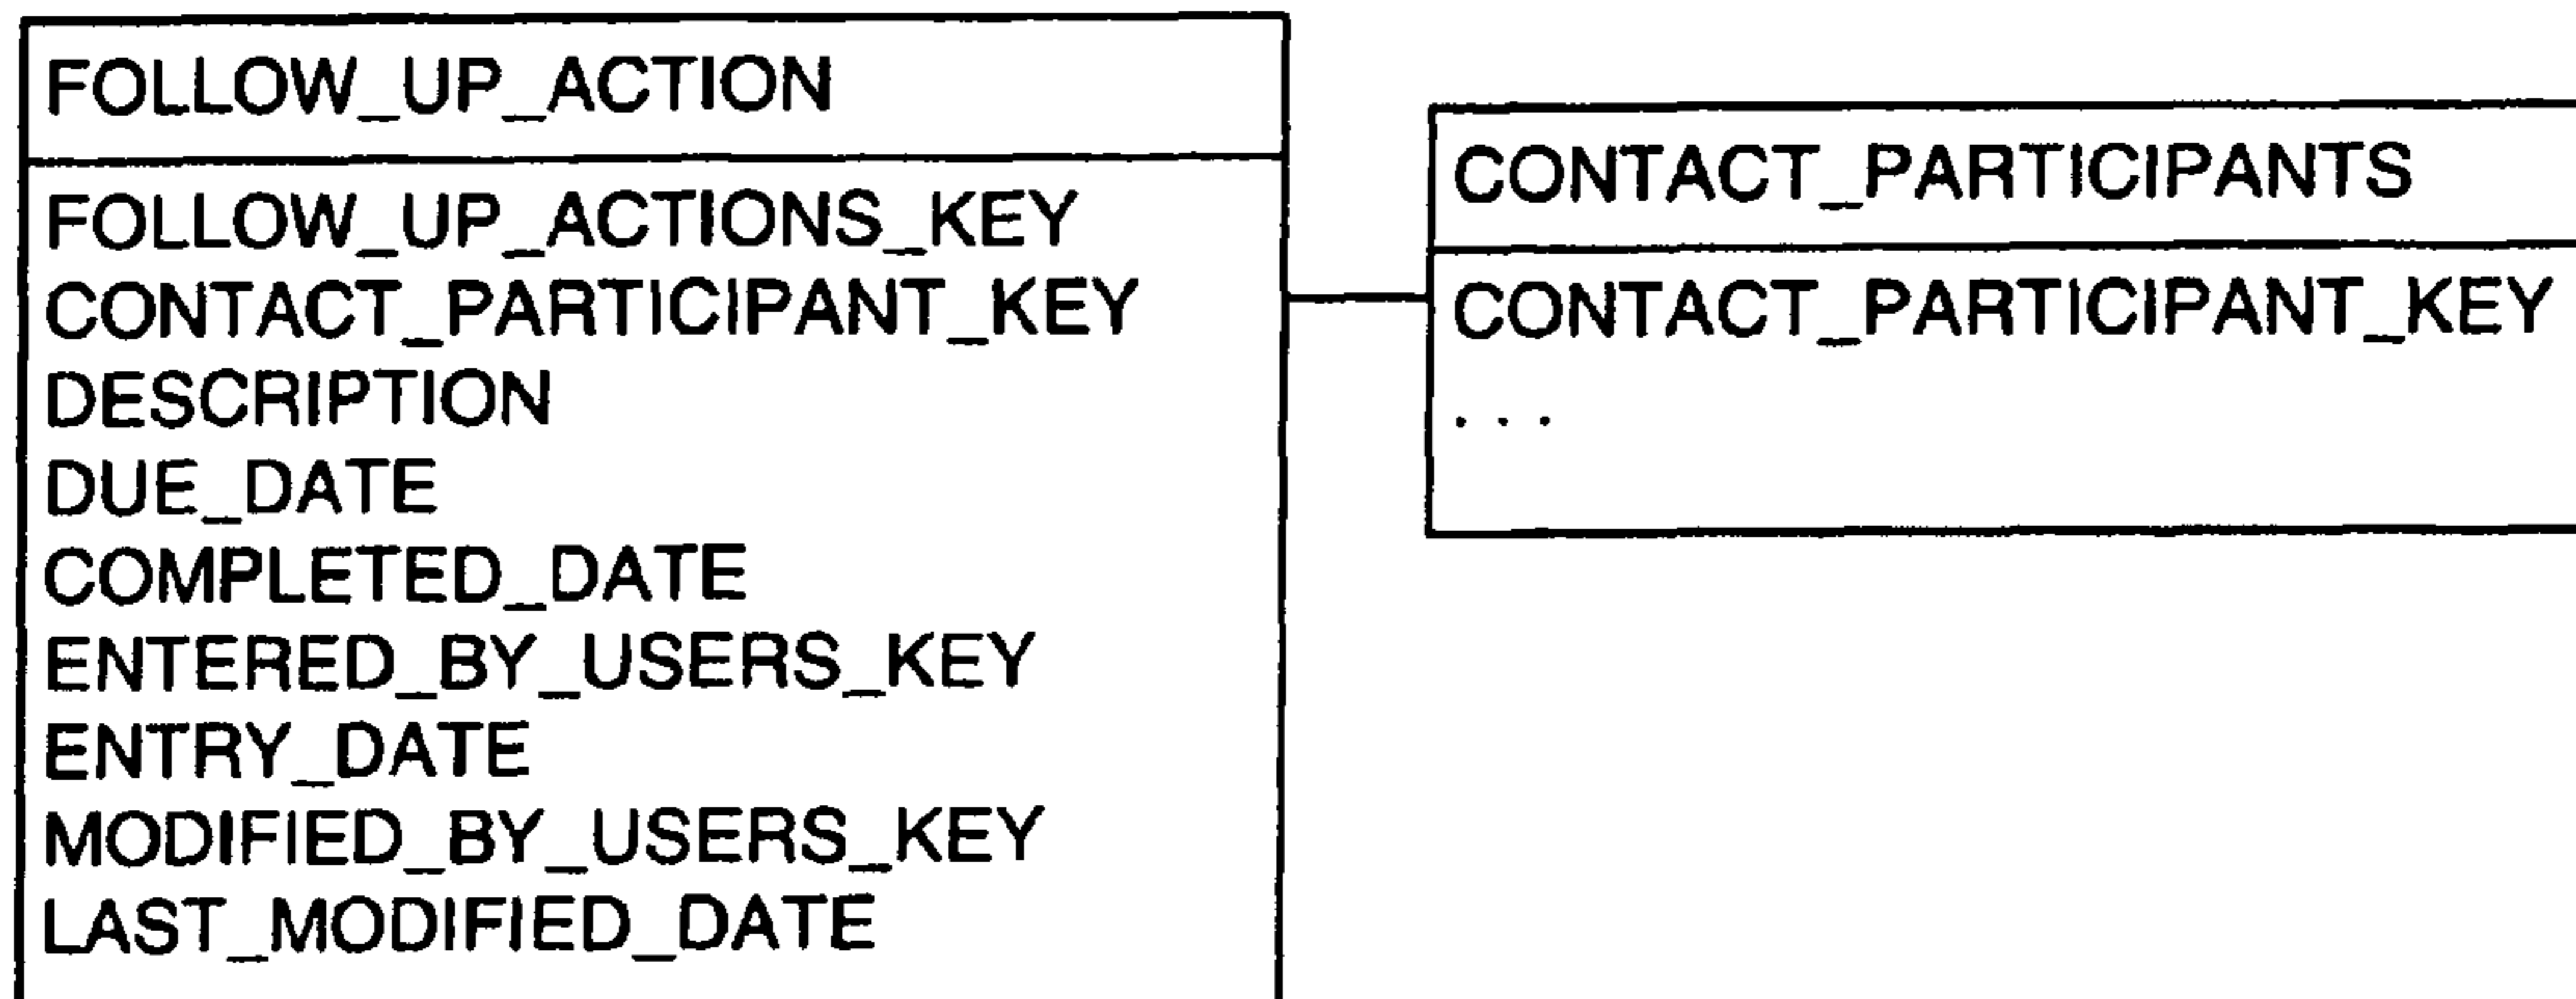 FOLLOW_UP_ACTION
FOLLOW_UP_ACTIONS_KEY
CONTACT_PARTICIPANT_KEY
DESCRIPTION
DUE_DATE
COMPLETED_DATE
ENTERED_BY_USERS_KEY
ENTRY_DATE
MODIFIED_BY_USERS_KEY
LAST_MODIFIED_DATE
CONTACT_PARTICIPANTS
CONTACT_PARTICIPANT_KEY
. . .